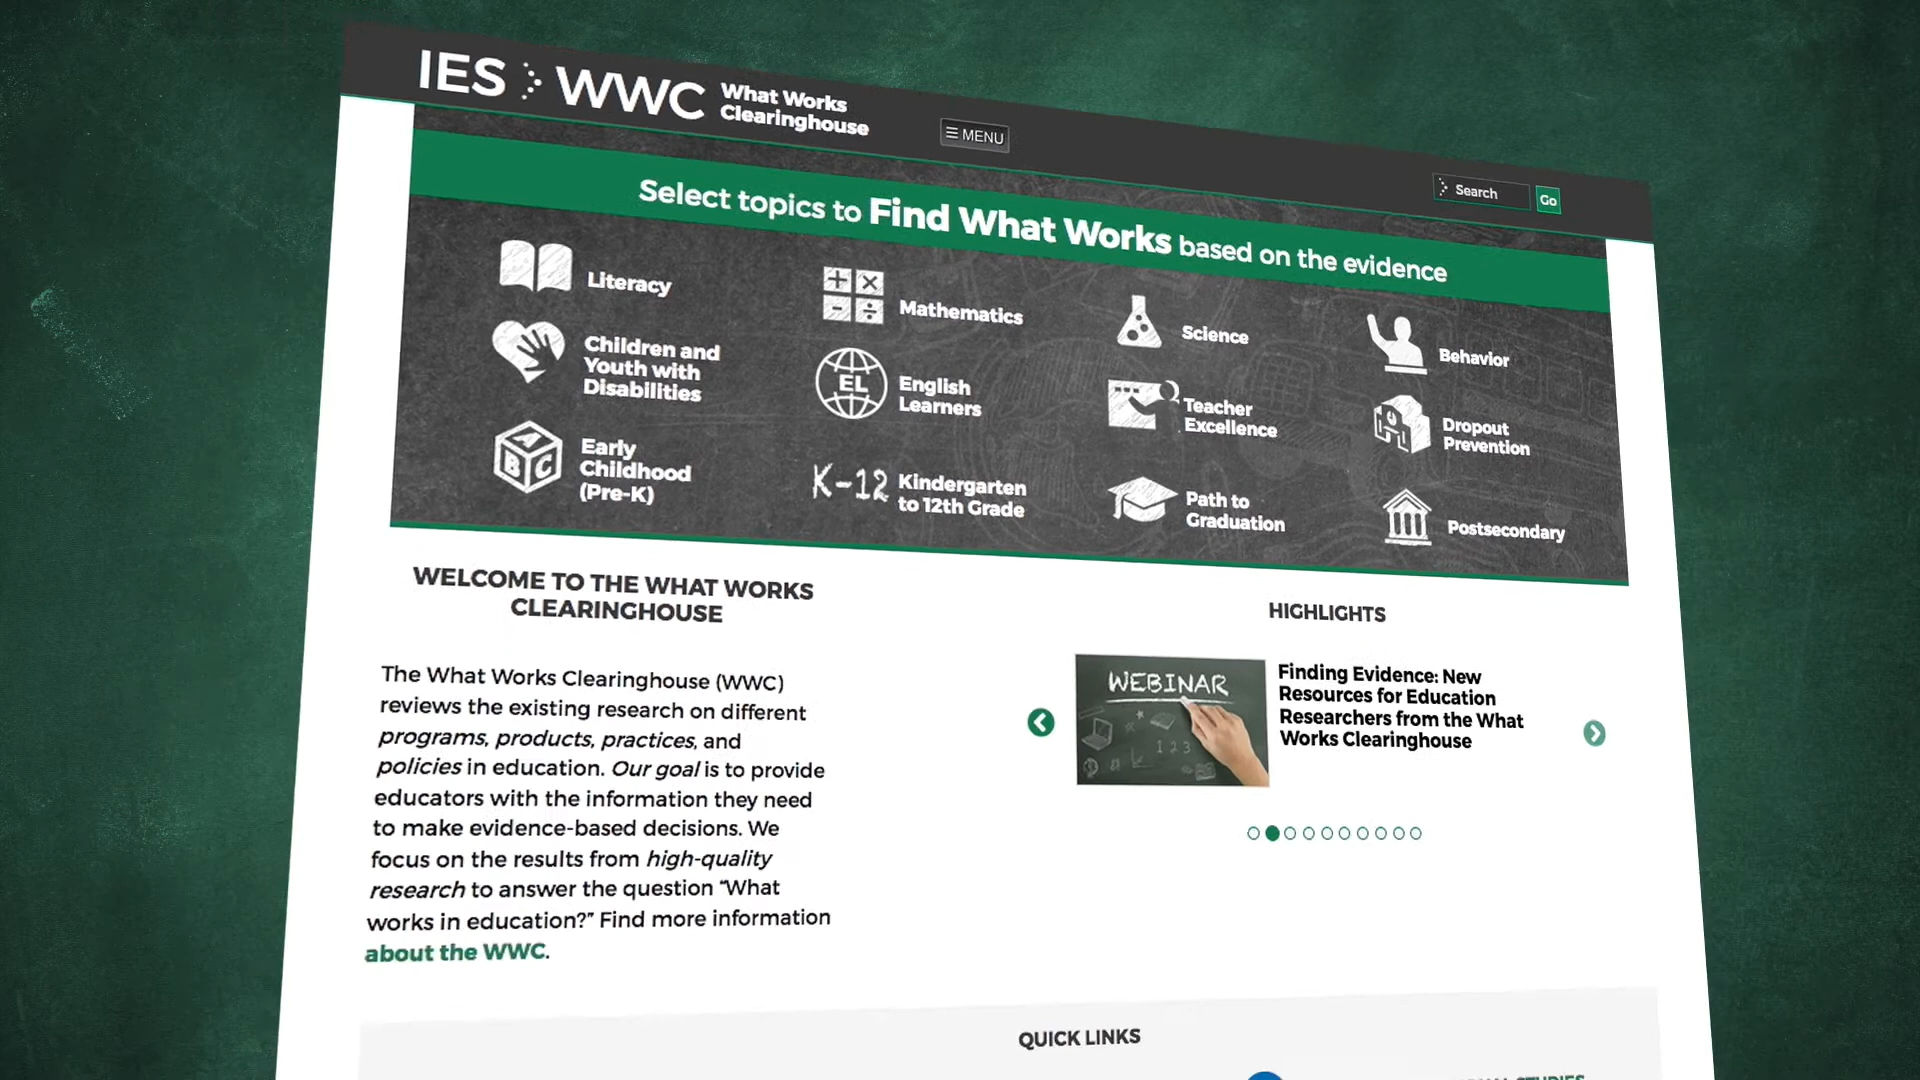 IES WWC What Works
Clearinghouse
☰ MENU
Search
Go
Select topics to Find What Works based on the evidence
Literacy
Mathematics
Science
Behavior
Children and
Youth with
Disabilities
EL
English
Learners
Teacher
Excellence
Dropout
Prevention
A B C
Early
Childhood
(Pre-K)
K-12
Kindergarten
to 12th Grade
Path to
Graduation
Postsecondary
WELCOME TO THE WHAT WORKS
CLEARINGHOUSE
The What Works Clearinghouse (WWC)
reviews the existing research on different
programs, products, practices, and
policies in education. Our goal is to provide
educators with the information they need
to make evidence-based decisions. We
focus on the results from high-quality
research to answer the question “What
works in education?” Find more information
about the WWC.
HIGHLIGHTS
WEBINAR
1 2 3
Finding Evidence: New
Resources for Education
Researchers from the What
Works Clearinghouse
QUICK LINKS
STUDIES